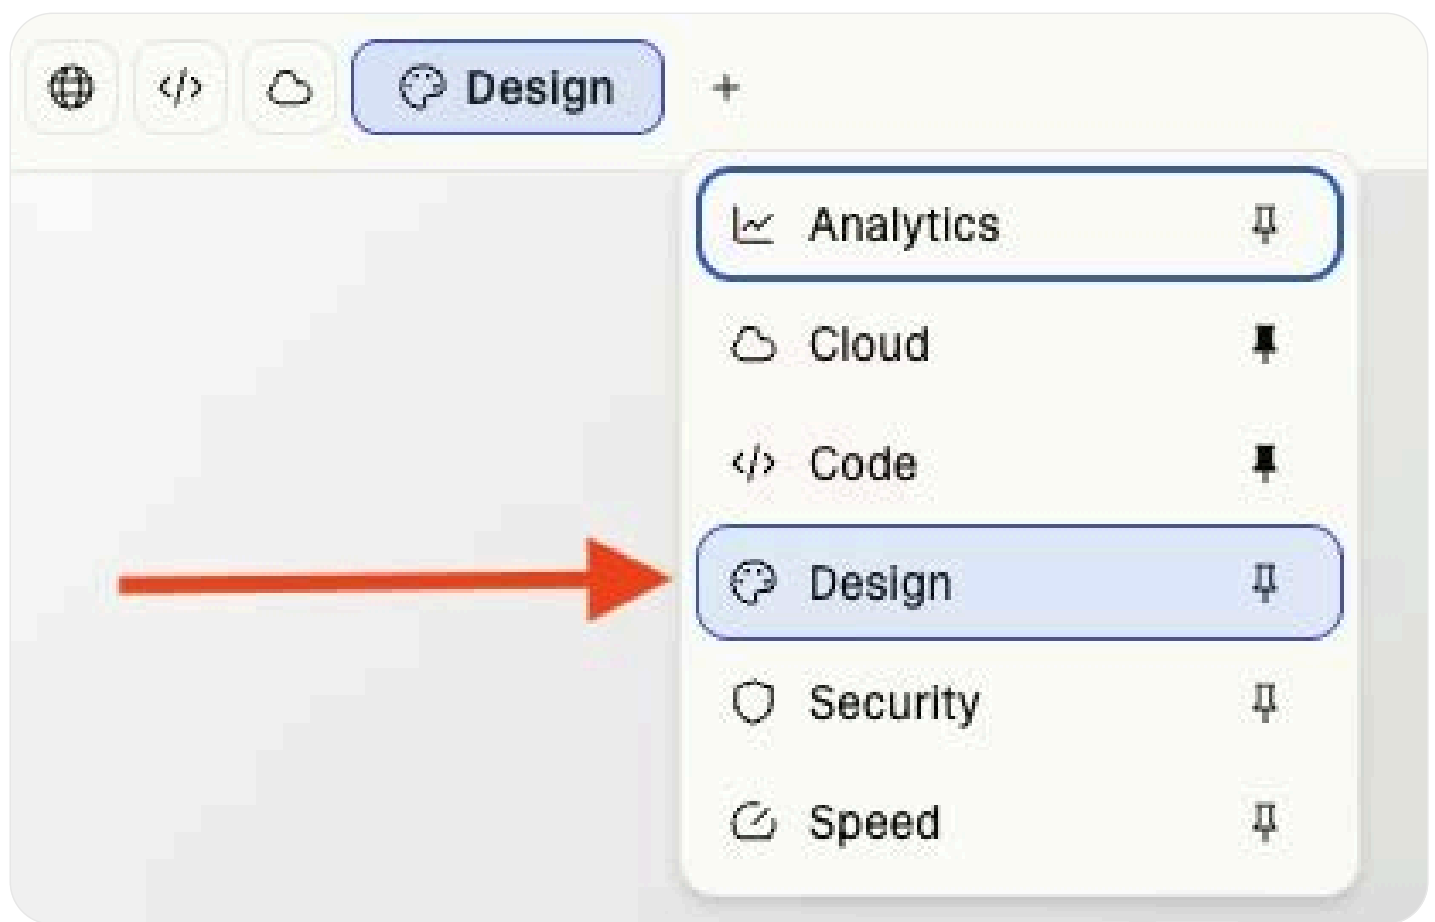 Design
Analytics
Cloud
Code
Design
Security
Speed